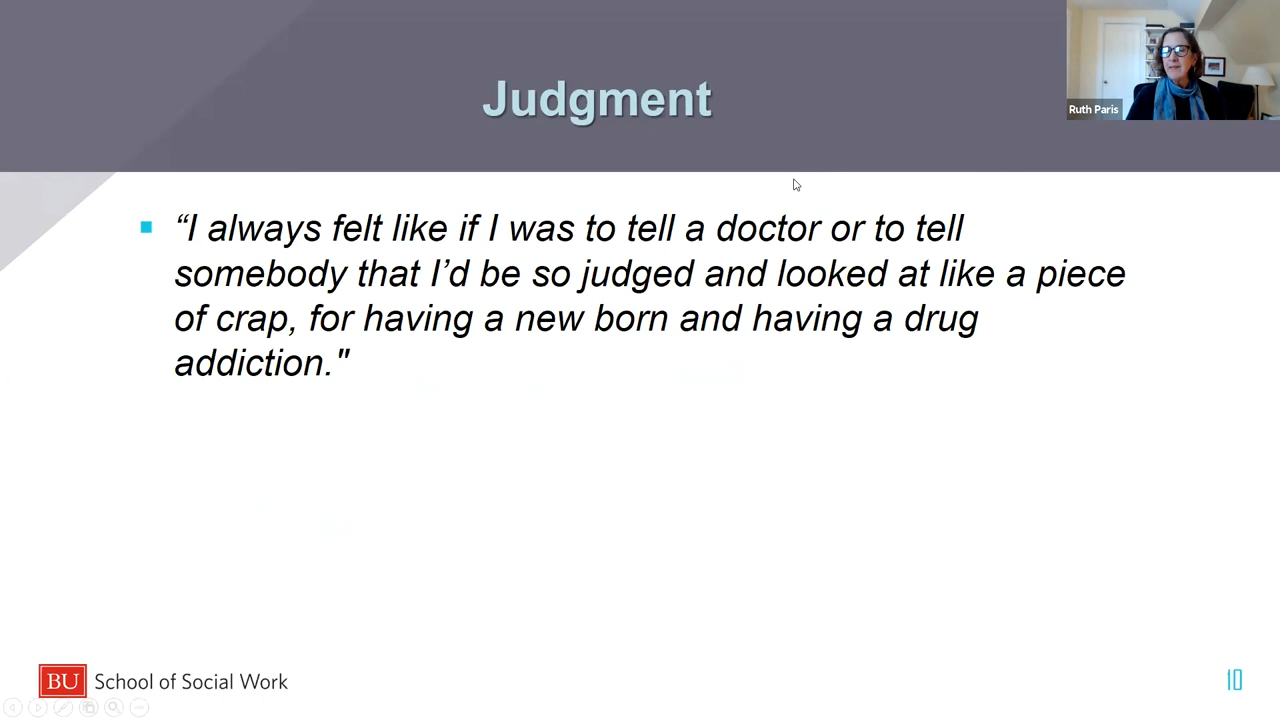 Judgment
Ruth Paris
“I always felt like if I was to tell a doctor or to tell
somebody that I’d be so judged and looked at like a piece
of crap, for having a new born and having a drug
addiction."
BU School of Social Work
10